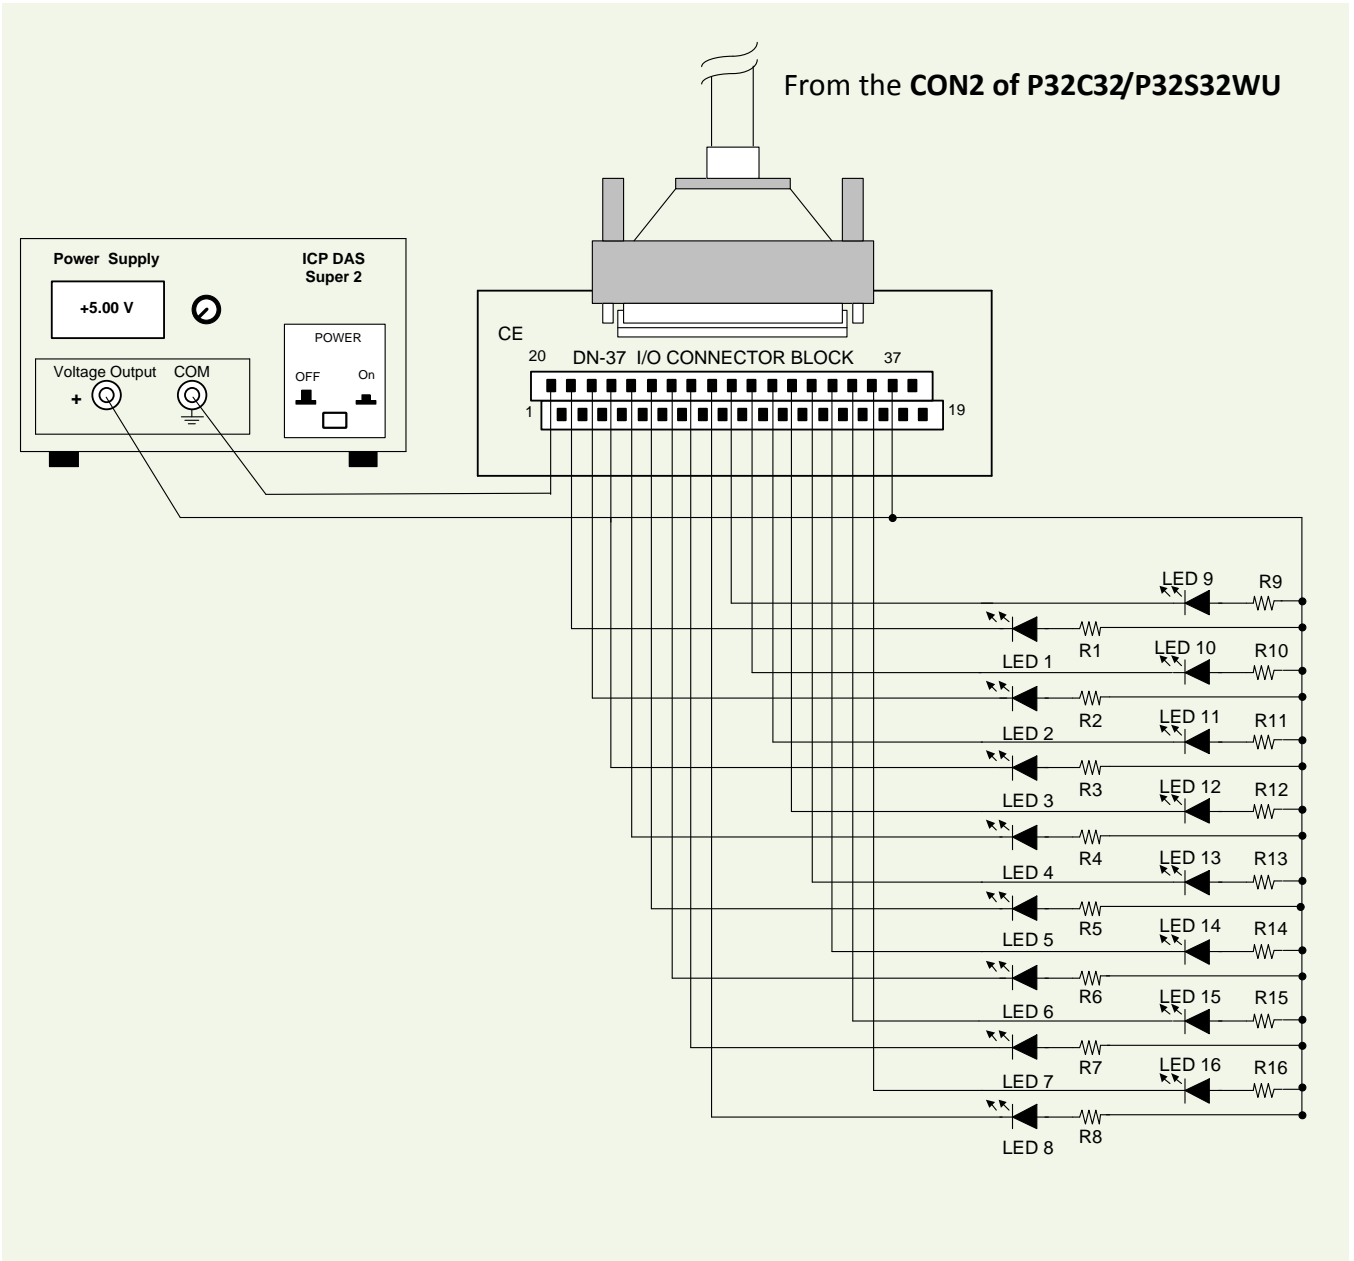 From the CON2 of P32C32/P32S32WU
Power Supply
ICP DAS
Super 2
+5.00 V
POWER
OFF
On
Voltage Output
COM
+
CE
20
DN-37 I/O CONNECTOR BLOCK
37
1
19
LED 9
R9
R1
LED 1
LED 10
R10
R2
LED 2
LED 11
R11
R3
LED 3
LED 12
R12
R4
LED 4
LED 13
R13
R5
LED 5
LED 14
R14
R6
LED 6
LED 15
R15
R7
LED 7
LED 16
R16
R8
LED 8